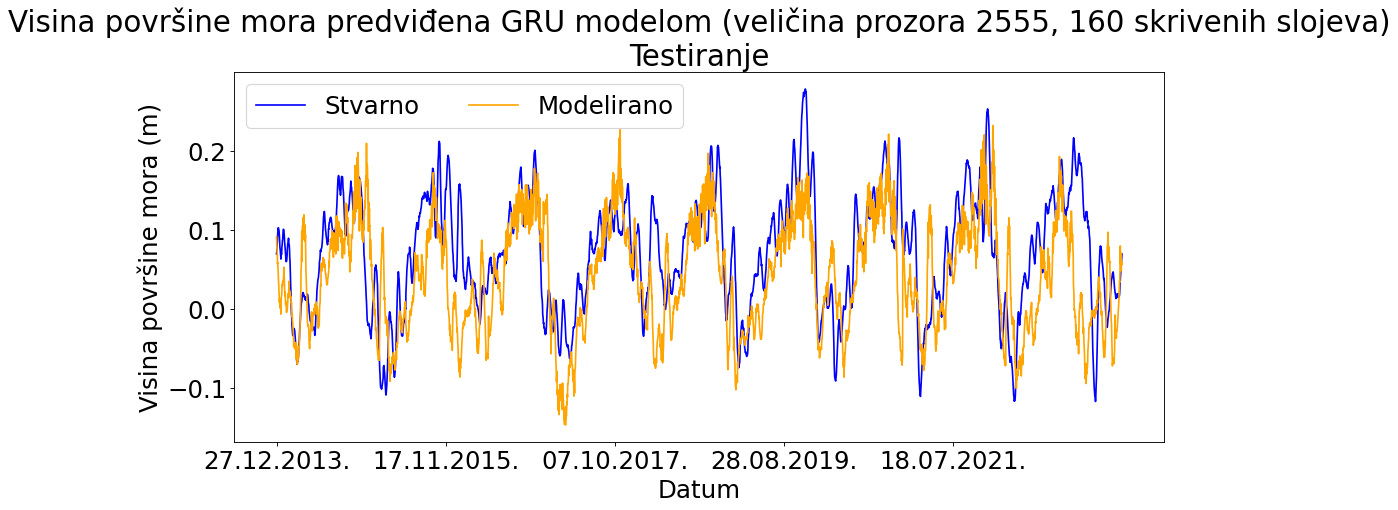 Visina površine mora predviđena GRU modelom (veličina prozora 2555, 160 skrivenih slojeva)
Testiranje
Stvarno
Modelirano
Visina površine mora (m)
0.2
0.1
0.0
−0.1
27.12.2013.
17.11.2015.
07.10.2017.
28.08.2019.
18.07.2021.
Datum